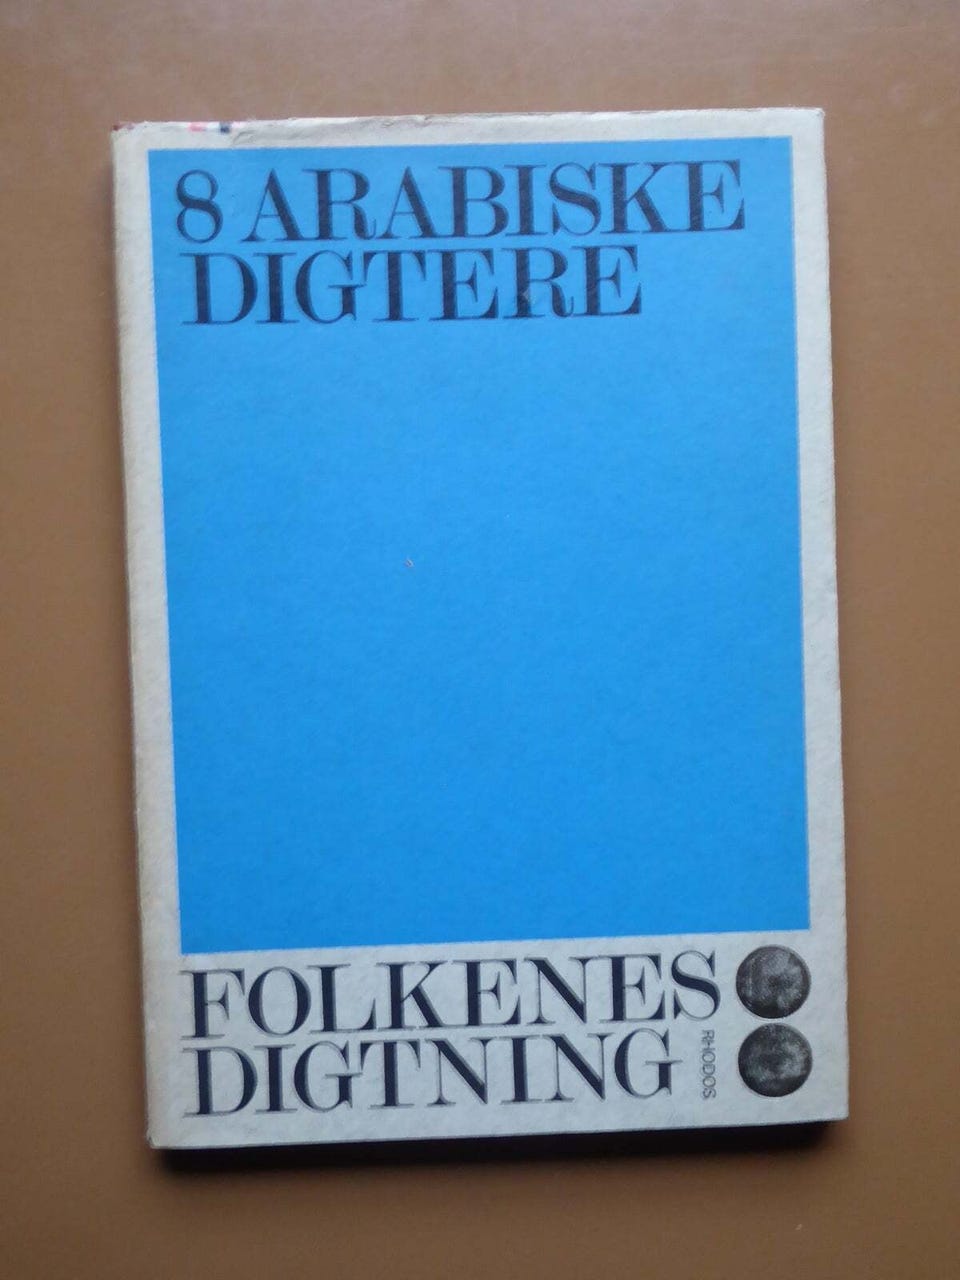 8 ARABISKE
DIGTERE
FOLKENES
DIGTNING
RHODOS